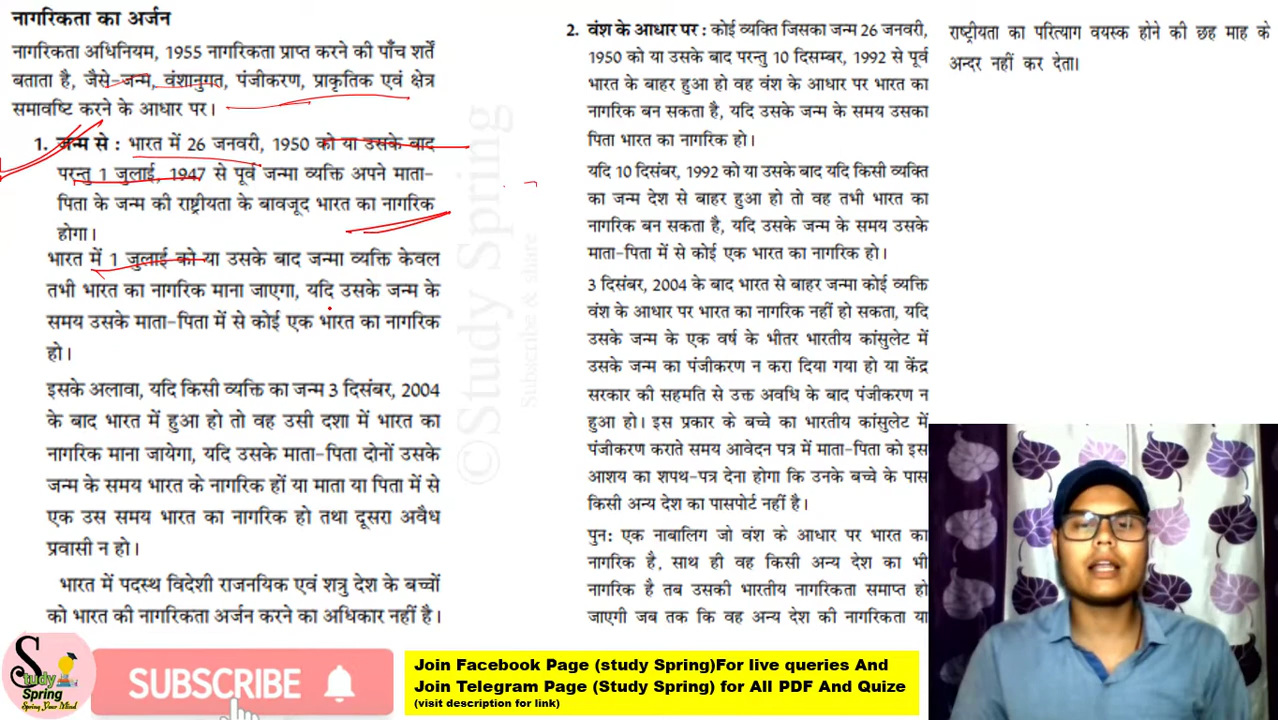 नागरिकता का अर्जन
नागरिकता अधिनियम, 1955 नागरिकता प्राप्त करने की पाँच शर्तें
बताता है, जैसे-जन्म, वंशानुगत, पंजीकरण, प्राकृतिक एवं क्षेत्र
समावष्टि करने के आधार पर।
1. जन्म से : भारत में 26 जनवरी, 1950 को या उसके बाद
परन्तु 1 जुलाई, 1947 से पूर्व जन्मा व्यक्ति अपने माता-
पिता के जन्म की राष्ट्रीयता के बावजूद भारत का नागरिक
होगा।
भारत में 1 जुलाई को या उसके बाद जन्मा व्यक्ति केवल
तभी भारत का नागरिक माना जाएगा, यदि उसके जन्म के
समय उसके माता-पिता में से कोई एक भारत का नागरिक
हो।
इसके अलावा, यदि किसी व्यक्ति का जन्म 3 दिसंबर, 2004
के बाद भारत में हुआ हो तो वह उसी दशा में भारत का
नागरिक माना जायेगा, यदि उसके माता-पिता दोनों उसके
जन्म के समय भारत के नागरिक हों या माता या पिता में से
एक उस समय भारत का नागरिक हो तथा दूसरा अवैध
प्रवासी न हो।
भारत में पदस्थ विदेशी राजनयिक एवं शत्रु देश के बच्चों
को भारत की नागरिकता अर्जन करने का अधिकार नहीं है।
©Study Spring
Subscribe & share
2. वंश के आधार पर : कोई व्यक्ति जिसका जन्म 26 जनवरी,
1950 को या उसके बाद परन्तु 10 दिसम्बर, 1992 से पूर्व
भारत के बाहर हुआ हो वह वंश के आधार पर भारत का
नागरिक बन सकता है, यदि उसके जन्म के समय उसका
पिता भारत का नागरिक हो।
यदि 10 दिसंबर, 1992 को या उसके बाद यदि किसी व्यक्ति
का जन्म देश से बाहर हुआ हो तो वह तभी भारत का
नागरिक बन सकता है, यदि उसके जन्म के समय उसके
माता-पिता में से कोई एक भारत का नागरिक हो।
3 दिसंबर, 2004 के बाद भारत से बाहर जन्मा कोई व्यक्ति
वंश के आधार पर भारत का नागरिक नहीं हो सकता, यदि
उसके जन्म के एक वर्ष के भीतर भारतीय कांसुलेट में
उसके जन्म का पंजीकरण न करा दिया गया हो या केंद्र
सरकार की सहमति से उक्त अवधि के बाद पंजीकरण न
हुआ हो। इस प्रकार के बच्चे का भारतीय कांसुलेट में
पंजीकरण कराते समय आवेदन पत्र में माता-पिता को इस
आशय का शपथ-पत्र देना होगा कि उनके बच्चे के पास
किसी अन्य देश का पासपोर्ट नहीं है।
पुन: एक नाबालिग जो वंश के आधार पर भारत का
नागरिक है, साथ ही वह किसी अन्य देश का भी
नागरिक है तब उसकी भारतीय नागरिकता समाप्त हो
जाएगी जब तक कि वह अन्य देश की नागरिकता या
राष्ट्रीयता का परित्याग वयस्क होने की छह माह के
अन्दर नहीं कर देता।
Study
Spring
Spring Your Mind
SUBSCRIBE
Join Facebook Page (study Spring)For live queries And
Join Telegram Page (Study Spring) for All PDF And Quize
(visit description for link)